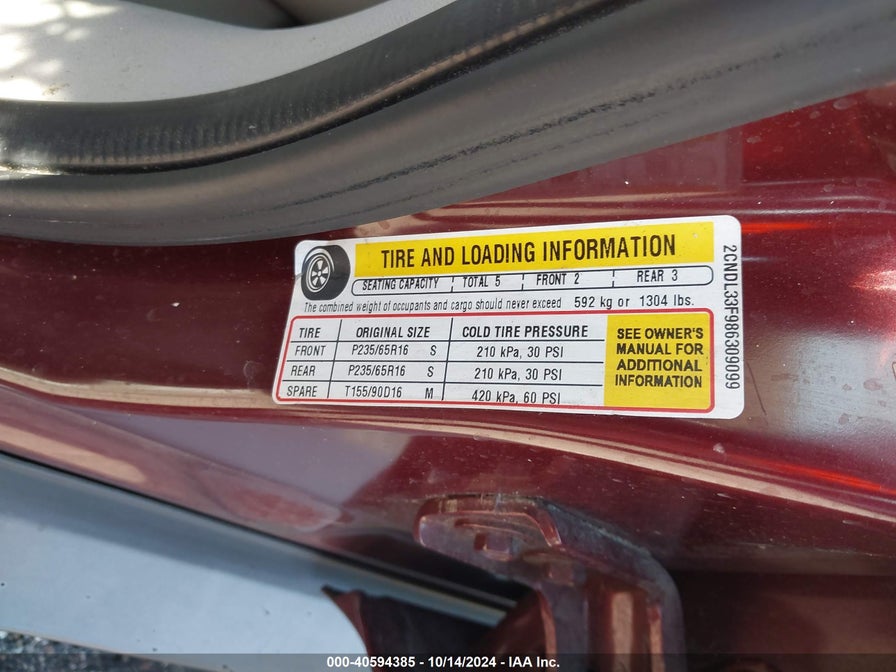 TIRE AND LOADING INFORMATION
SEATING CAPACITY TOTAL 5 FRONT 2 REAR 3
The combined weight of occupants and cargo should never exceed 592 kg or 1304 lbs.
TIRE ORIGINAL SIZE COLD TIRE PRESSURE
FRONT P235/65R16 S 210 kPa, 30 PSI
REAR P235/65R16 S 210 kPa, 30 PSI
SPARE T155/90D16 M 420 kPa, 60 PSI
SEE OWNER'S
MANUAL FOR
ADDITIONAL
INFORMATION
2CNDL33F986309099
000-40594385 - 10/14/2024 - IAA Inc.